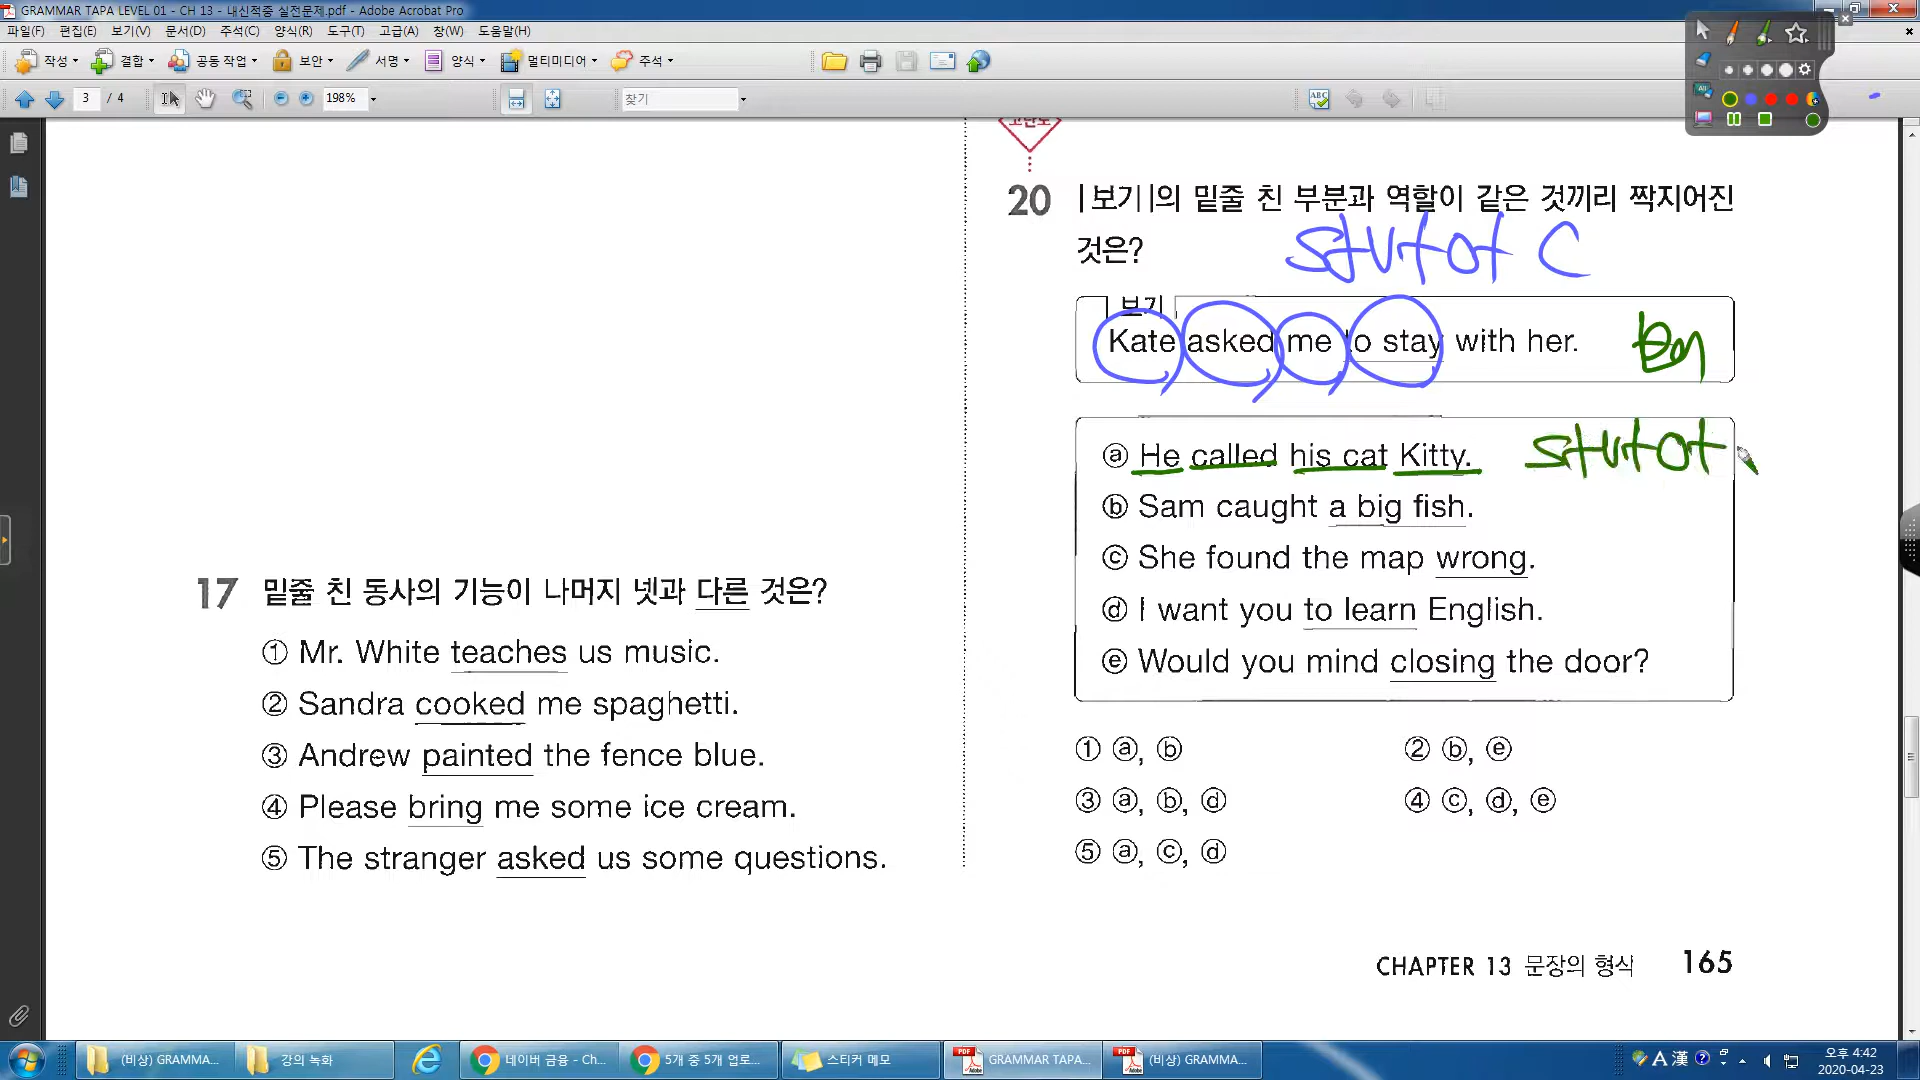 GRAMMAR TAPA LEVEL 01 - CH 13 - 내신적중 실전문제.pdf - Adobe Acrobat Pro
파일(F) 편집(E) 보기(V) 문서(D) 주석(C) 양식(R) 도구(T) 고급(A) 창(W) 도움말(H)
작성 결합 공동 작업 보안 서명 양식 멀티미디어 주석
3 / 4 198% 찾기
17 밑줄 친 동사의 기능이 나머지 넷과 다른 것은?
① Mr. White teaches us music.
② Sandra cooked me spaghetti.
③ Andrew painted the fence blue.
④ Please bring me some ice cream.
⑤ The stranger asked us some questions.
고난도
20 |보기|의 밑줄 친 부분과 역할이 같은 것끼리 짝지어진
것은?
S+V+O+ C
보기
Kate asked me to stay with her.
ⓐ He called his cat Kitty. S+V+O+
ⓑ Sam caught a big fish.
ⓒ She found the map wrong.
ⓓ I want you to learn English.
ⓔ Would you mind closing the door?
① ⓐ, ⓑ ② ⓑ, ⓔ
③ ⓐ, ⓑ, ⓓ ④ ⓒ, ⓓ, ⓔ
⑤ ⓐ, ⓒ, ⓓ
CHAPTER 13 문장의 형식 165
(비상) GRAMMA... 강의 녹화 네이버 금융 - Ch... 5개 중 5개 업로... 스티커 메모 GRAMMAR TAPA... (비상) GRAMMA... A 漢 오후 4:42
2020-04-23